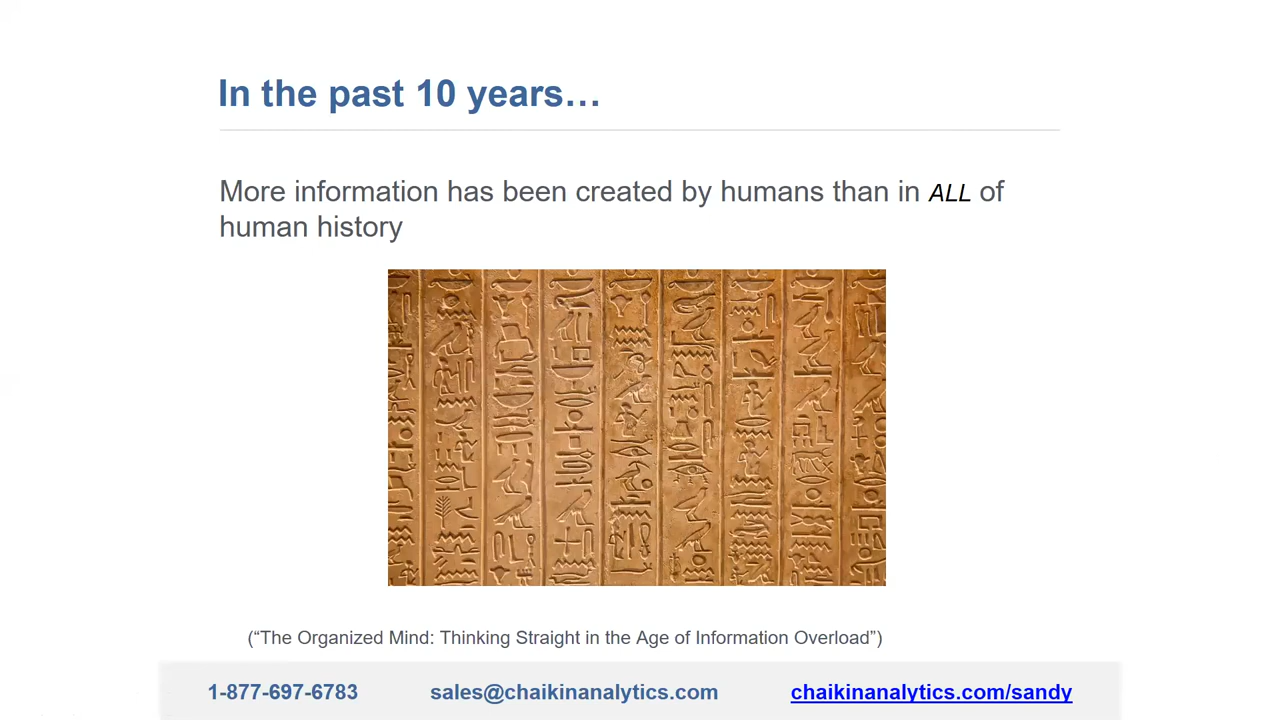 In the past 10 years…
More information has been created by humans than in ALL of
human history
(“The Organized Mind: Thinking Straight in the Age of Information Overload”)
1-877-697-6783 sales@chaikinanalytics.com chaikinanalytics.com/sandy